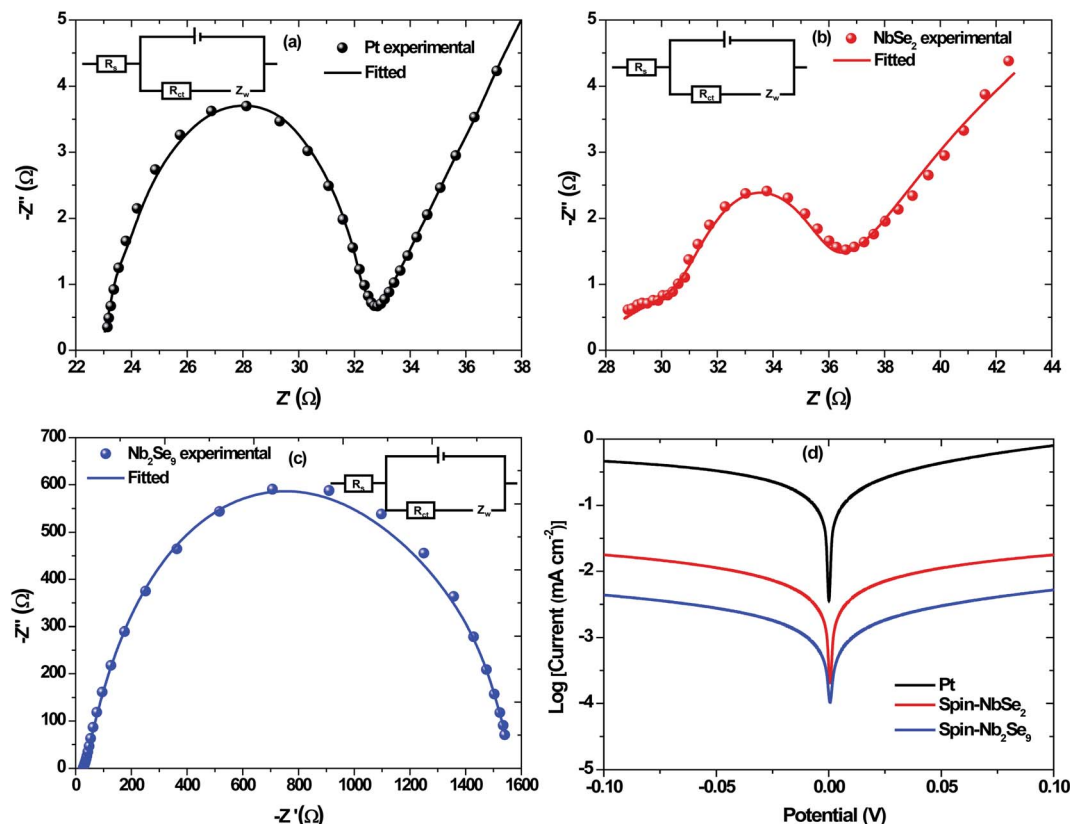 (a)
Pt experimental
Fitted
Rs
Rct
Zw
-Z'' (Ω)
5
4
3
2
1
0
22 24 26 28 30 32 34 36 38
Z' (Ω)
(b)
NbSe2 experimental
Fitted
Rs
Rct
Zw
-Z'' (Ω)
5
4
3
2
1
0
28 30 32 34 36 38 40 42 44
Z' (Ω)
(c)
Nb2Se9 experimental
Fitted
Rs
Rct
Zw
-Z'' (Ω)
700
600
500
400
300
200
100
0
0 200 400 600 800 1000 1200 1400 1600
-Z'(Ω)
(d)
Log [Current (mA cm-2)]
0
-1
-2
-3
-4
-5
Pt
Spin-NbSe2
Spin-Nb2Se9
-0.10 -0.05 0.00 0.05 0.10
Potential (V)